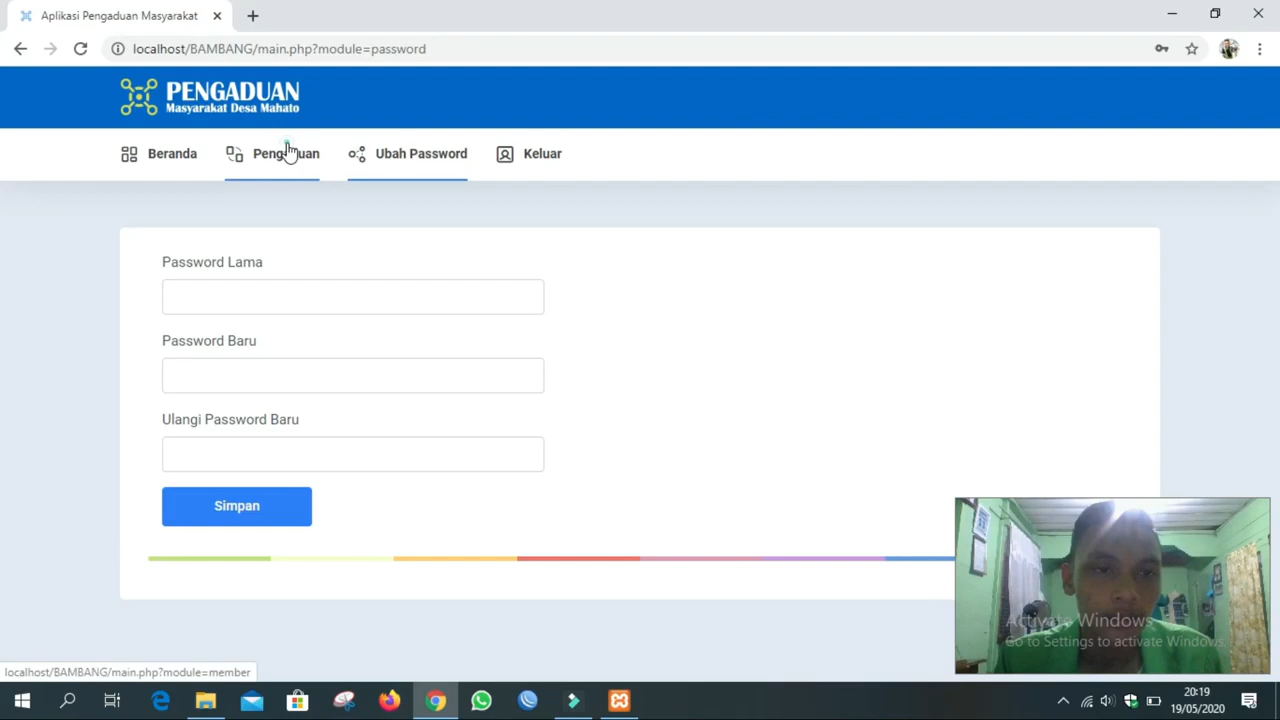 Aplikasi Pengaduan Masyarakat
localhost/BAMBANG/main.php?module=password
PENGADUAN
Masyarakat Desa Mahato
Beranda
Pengaduan
Ubah Password
Keluar
Password Lama
Password Baru
Ulangi Password Baru
Simpan
Activate Windows
Go to Settings to activate Windows.
localhost/BAMBANG/main.php?module=member
20:19
19/05/2020